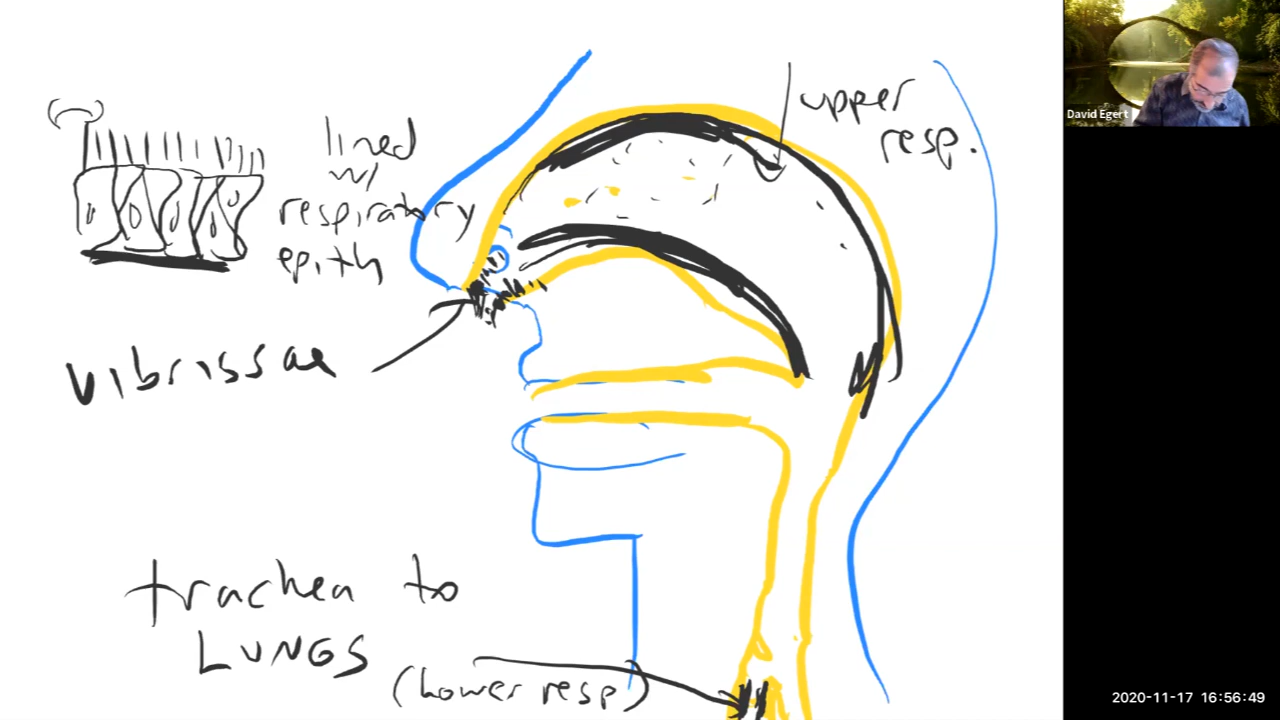 lined
w/
respiratory
epith
upper
resp.
vibrissae
trachea to
LUNGS
(Lower resp)
David Egert
2020-11-17 16:56:49